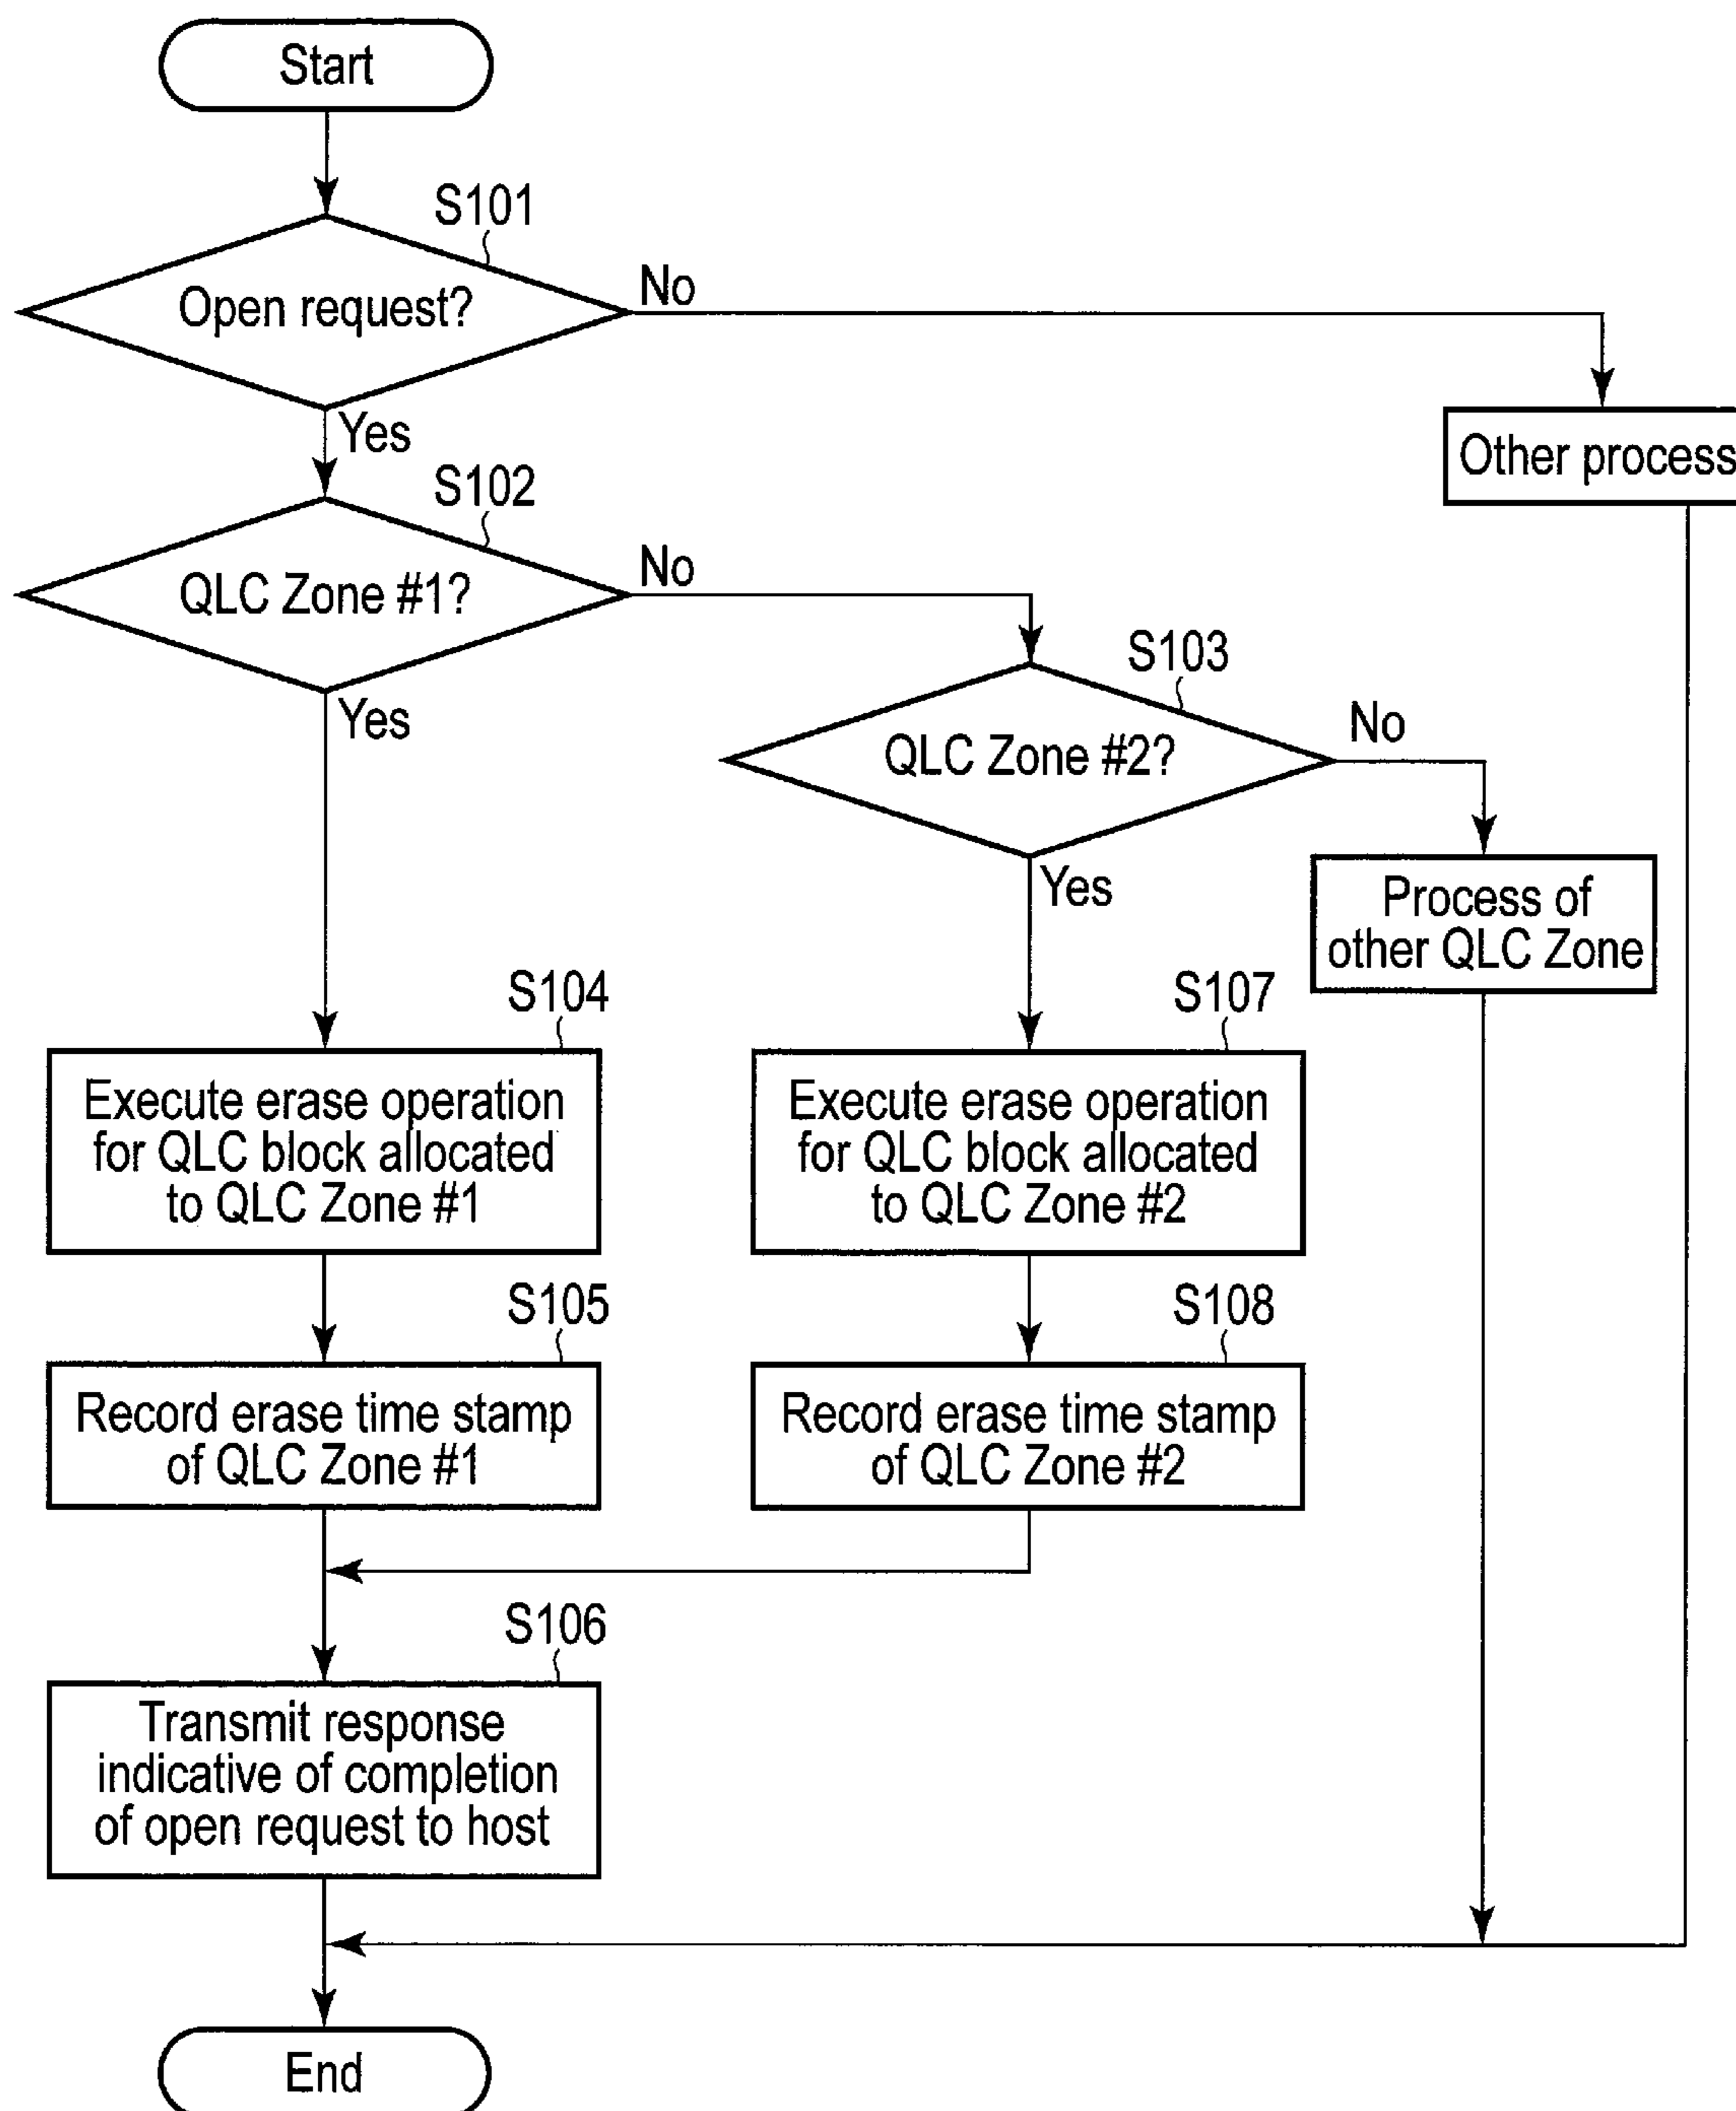 Start
S101
Open request?
No
Yes
Other process
S102
QLC Zone #1?
No
Yes
S103
QLC Zone #2?
No
Yes
Process of
other QLC Zone
S104
Execute erase operation
for QLC block allocated
to QLC Zone #1
S107
Execute erase operation
for QLC block allocated
to QLC Zone #2
S105
Record erase time stamp
of QLC Zone #1
S108
Record erase time stamp
of QLC Zone #2
S106
Transmit response
indicative of completion
of open request to host
End